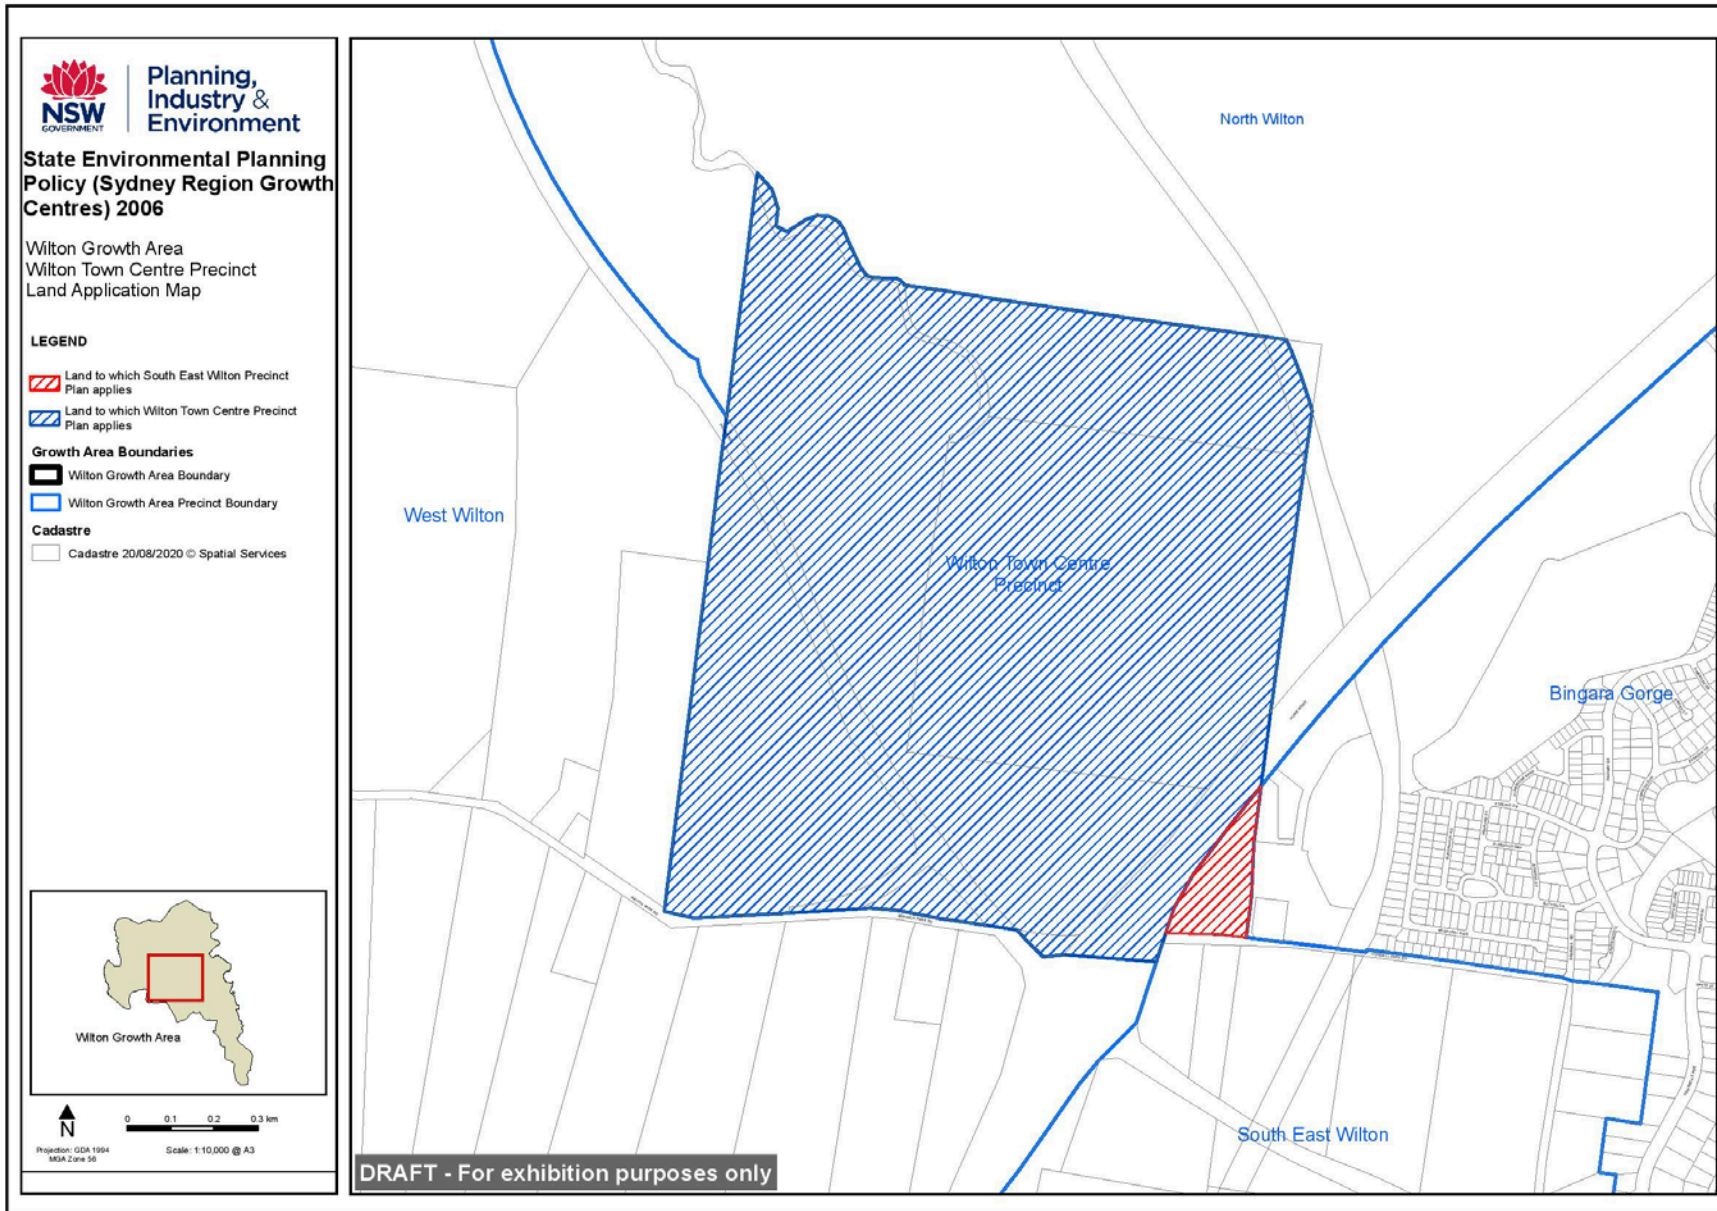 NSW
GOVERNMENT
Planning,
Industry &
Environment
State Environmental Planning
Policy (Sydney Region Growth
Centres) 2006
Wilton Growth Area
Wilton Town Centre Precinct
Land Application Map
LEGEND
Land to which South East Wilton Precinct
Plan applies
Land to which Wilton Town Centre Precinct
Plan applies
Growth Area Boundaries
Wilton Growth Area Boundary
Wilton Growth Area Precinct Boundary
Cadastre
Cadastre 20/08/2020 © Spatial Services
Wilton Growth Area
N
0 0.1 0.2 0.3 km
Projection: GDA 1994
MGA Zone 56
Scale: 1:10,000 @ A3
North Wilton
West Wilton
Wilton Town Centre
Precinct
Bingara Gorge
South East Wilton
DRAFT - For exhibition purposes only